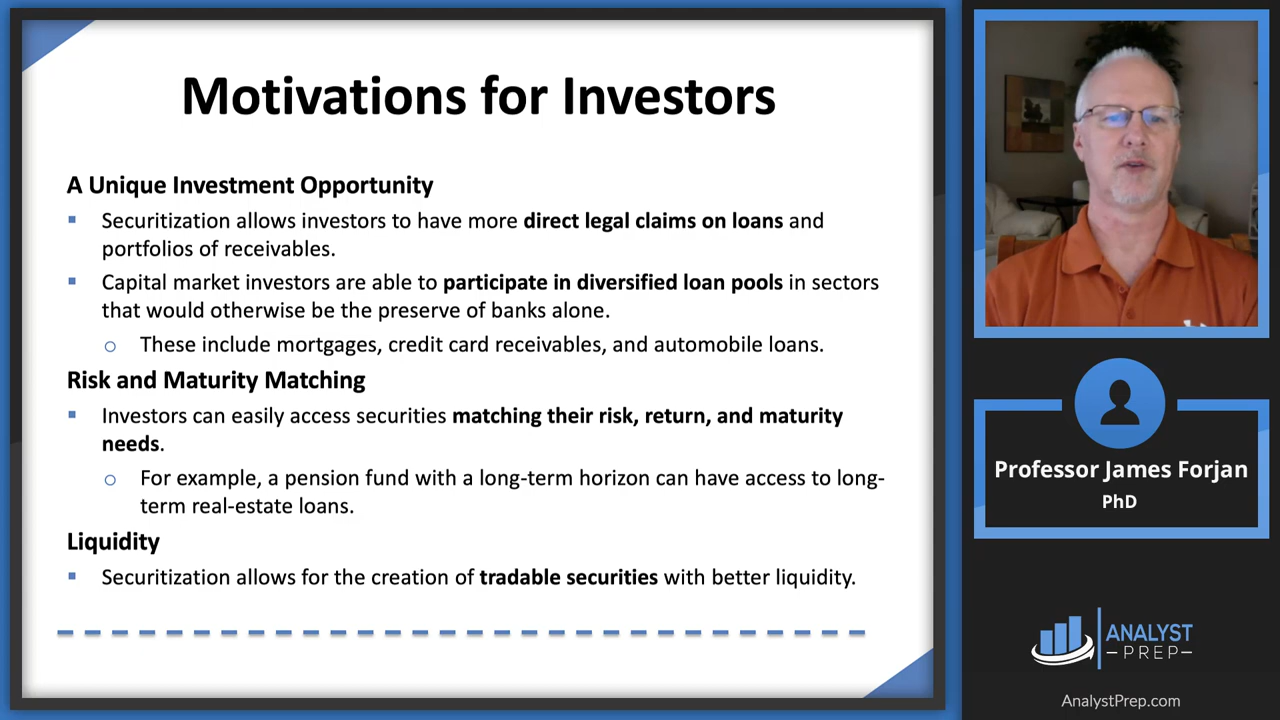 Motivations for Investors
A Unique Investment Opportunity
▪ Securitization allows investors to have more direct legal claims on loans and
portfolios of receivables.
▪ Capital market investors are able to participate in diversified loan pools in sectors
that would otherwise be the preserve of banks alone.
o These include mortgages, credit card receivables, and automobile loans.
Risk and Maturity Matching
▪ Investors can easily access securities matching their risk, return, and maturity
needs.
o For example, a pension fund with a long-term horizon can have access to long-
term real-estate loans.
Liquidity
▪ Securitization allows for the creation of tradable securities with better liquidity.
Professor James Forjan
PhD
ANALYST
PREP
AnalystPrep.com